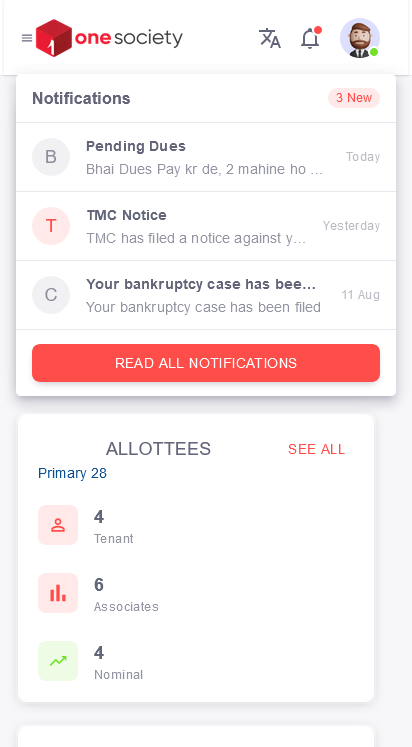 1 onesociety
Notifications 3 New
B Pending Dues Today
Bhai Dues Pay kr de, 2 mahine ho ...
T TMC Notice Yesterday
TMC has filed a notice against y...
C Your bankruptcy case has bee... 11 Aug
Your bankruptcy case has been filed
READ ALL NOTIFICATIONS
ALLOTTEES SEE ALL
Primary 28
4
Tenant
6
Associates
4
Nominal